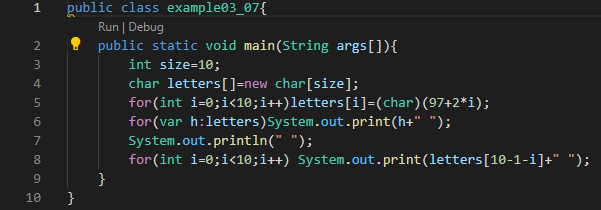 1 public class example03_07{
Run | Debug
2 public static void main(String args[]){
3 int size=10;
4 char letters[]=new char[size];
5 for(int i=0;i<10;i++)letters[i]=(char)(97+2*i);
6 for(var h:letters)System.out.print(h+" ");
7 System.out.println(" ");
8 for(int i=0;i<10;i++) System.out.print(letters[10-1-i]+" ");
9 }
10 }